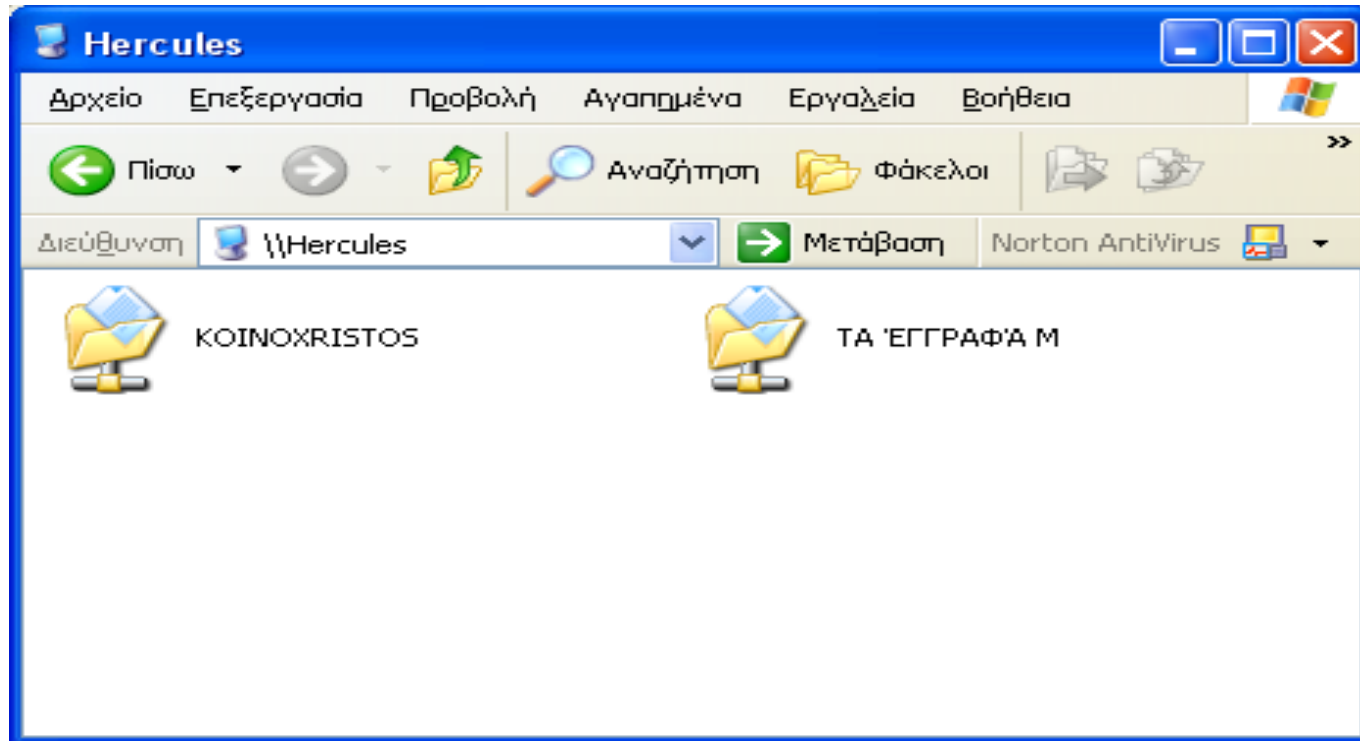 Hercules
Αρχείο Επεξεργασία Προβολή Αγαπημένα Εργαλεία Βοήθεια
Πίσω Αναζήτηση Φάκελοι »
Διεύθυνση \\Hercules Μετάβαση Norton AntiVirus
KOINOXRISTOS ΤΑ ΈΓΓΡΑΦΆ Μ